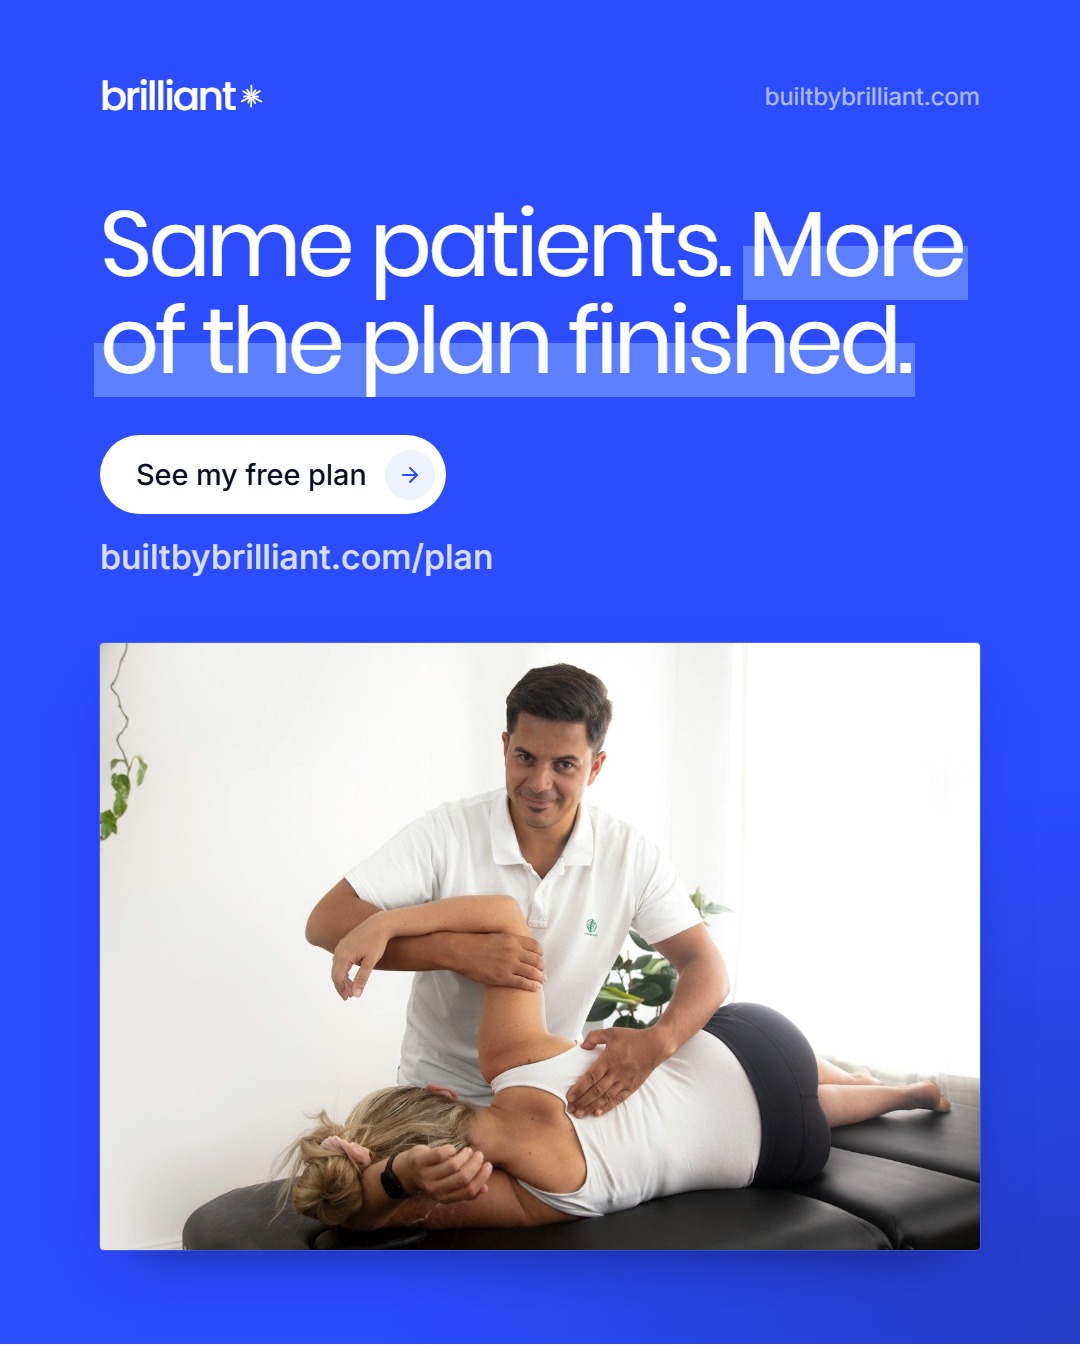 brilliant
builtbybrilliant.com
Same patients. More
of the plan finished.
See my free plan
builtbybrilliant.com/plan